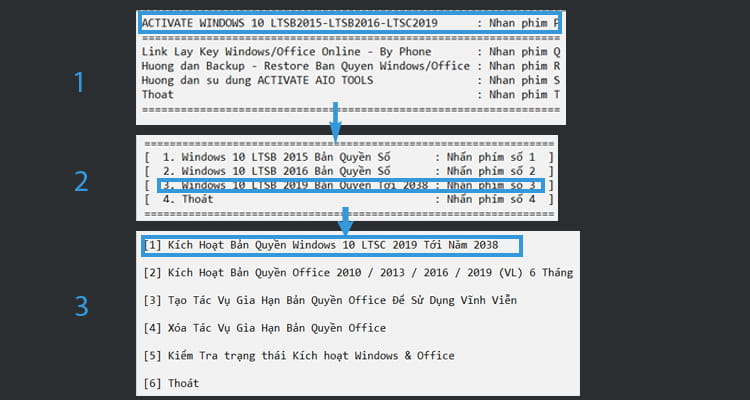 ACTIVATE WINDOWS 10 LTSB2015-LTSB2016-LTSC2019 : Nhan phim P
====================================================
Link Lay Key Windows/Office Online - By Phone : Nhan phim Q
Huong dan Backup - Restore Ban Quyen Windows/Office : Nhan phim R
Huong dan su dung ACTIVATE AIO TOOLS : Nhan phim S
Thoat : Nhan phim T
====================================================
1
====================================================
[ 1. Windows 10 LTSB 2015 Bản Quyền Số : Nhấn phím số 1 ]
[ 2. Windows 10 LTSB 2016 Bản Quyền Số : Nhấn phím số 2 ]
[ 3. Windows 10 LTSB 2019 Bản Quyền Tới 2038 : Nhấn phím số 3 ]
[ 4. Thoát : Nhấn phím số 4 ]
====================================================
2
[1] Kích Hoạt Bản Quyền Windows 10 LTSC 2019 Tới Năm 2038
[2] Kích Hoạt Bản Quyền Office 2010 / 2013 / 2016 / 2019 (VL) 6 Tháng
[3] Tạo Tác Vụ Gia Hạn Bản Quyền Office Để Sử Dụng Vĩnh Viễn
[4] Xóa Tác Vụ Gia Hạn Bản Quyền Office
[5] Kiểm Tra trạng thái Kích hoạt Windows & Office
[6] Thoát
3